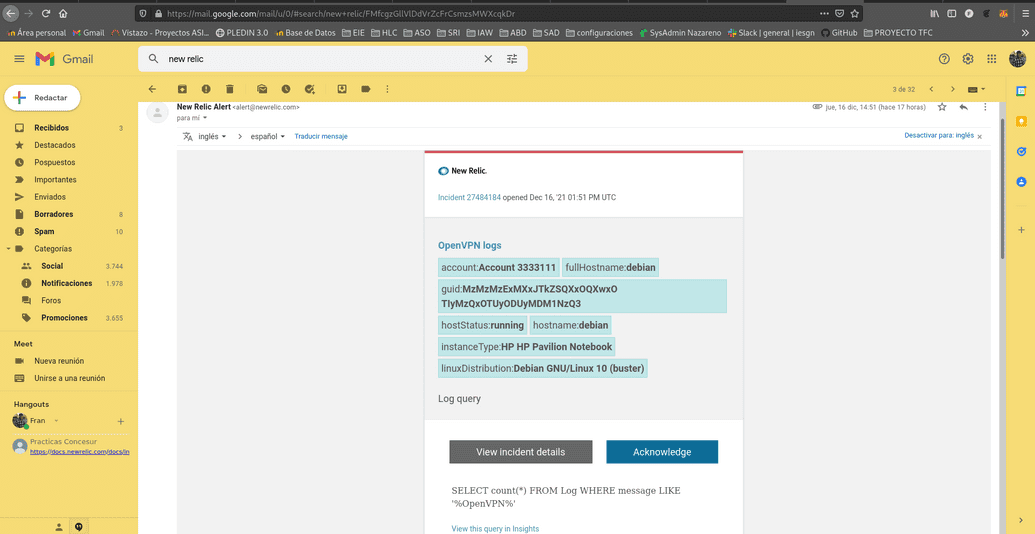 https://mail.google.com/mail/u/0/#search/new+relic/FMfcgzGllVlDdVrZcFrCsmzsMWXcqkDr
Área personal Gmail Vistazo - Proyectos ASI... PLEDIN 3.0 Base de Datos EIE HLC ASO SRI IAW ABD SAD configuraciones SysAdmin Nazareno Slack | general | iesgn GitHub PROYECTO TFC
Gmail
new relic
Redactar
3 de 32
Recibidos 3
Destacados
Pospuestos
Importantes
Enviados
Borradores 8
Spam 10
Categorías
Social 3.744
Notificaciones 1.978
Foros
Promociones 3.655
Meet
Nueva reunión
Unirse a una reunión
Hangouts
Fran
Practicas Concesur
https://docs.newrelic.com/docs/in
New Relic Alert <alert@newrelic.com>
jue, 16 dic, 14:51 (hace 17 horas)
para mí
inglés > español Traducir mensaje
Desactivar para: inglés x
New Relic.
Incident 27484184 opened Dec 16, '21 01:51 PM UTC
OpenVPN logs
account:Account 3333111 fullHostname:debian
guid:MzMzMzExMXxJTkZSQXxOQXwxO
TIyMzQxOTUyODUyMDM1NzQ3
hostStatus:running hostname:debian
instanceType:HP HP Pavilion Notebook
linuxDistribution:Debian GNU/Linux 10 (buster)
Log query
View incident details Acknowledge
SELECT count(*) FROM Log WHERE message LIKE
'%OpenVPN%'
View this query in Insights